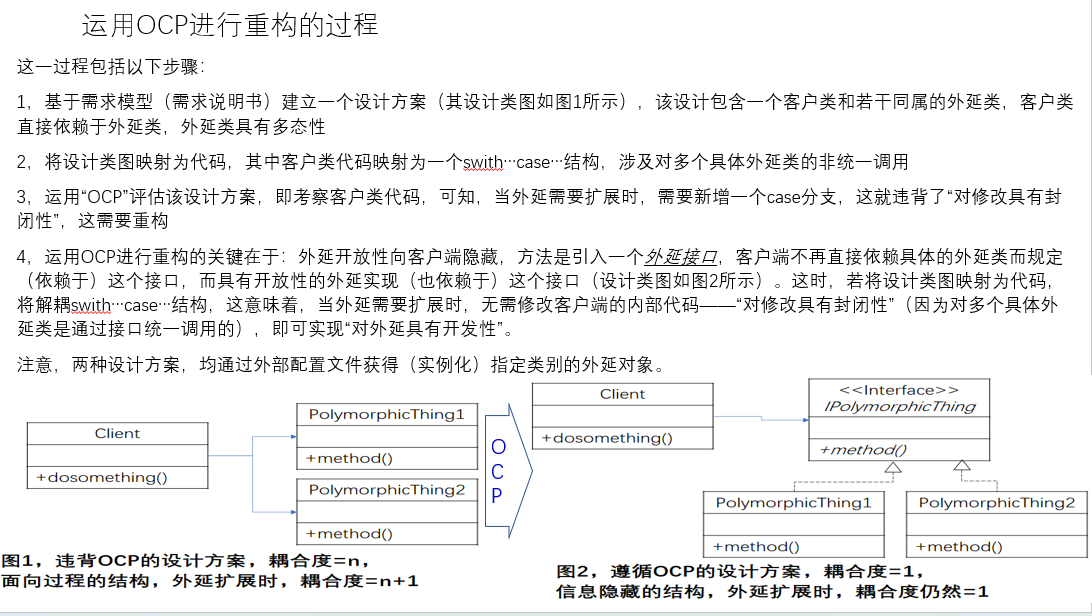 运用OCP进行重构的过程
这一过程包括以下步骤：
1，基于需求模型（需求说明书）建立一个设计方案（其设计类图如图1所示），该设计包含一个客户类和若干同属的外延类，客户类
直接依赖于外延类，外延类具有多态性
2，将设计类图映射为代码，其中客户类代码映射为一个swith…case…结构，涉及对多个具体外延类的非统一调用
3，运用“OCP”评估该设计方案，即考察客户类代码，可知，当外延需要扩展时，需要新增一个case分支，这就违背了“对修改具有封
闭性”，这需要重构
4，运用OCP进行重构的关键在于：外延开放性向客户端隐藏，方法是引入一个外延接口，客户端不再直接依赖具体的外延类而规定
（依赖于）这个接口，而具有开放性的外延实现（也依赖于）这个接口（设计类图如图2所示）。这时，若将设计类图映射为代码，
将解耦swith…case…结构，这意味着，当外延需要扩展时，无需修改客户端的内部代码——“对修改具有封闭性”（因为对多个具体外
延类是通过接口统一调用的），即可实现“对外延具有开发性”。
注意，两种设计方案，均通过外部配置文件获得（实例化）指定类别的外延对象。
Client
+dosomething()
PolymorphicThing1
+method()
PolymorphicThing2
+method()
O
C
P
Client
+dosomething()
<<Interface>>
IPolymorphicThing
+method()
PolymorphicThing1
+method()
PolymorphicThing2
+method()
图1，违背OCP的设计方案，耦合度=n，
面向过程的结构，外延扩展时，耦合度=n+1
图2，遵循OCP的设计方案，耦合度=1，
信息隐藏的结构，外延扩展时，耦合度仍然=1